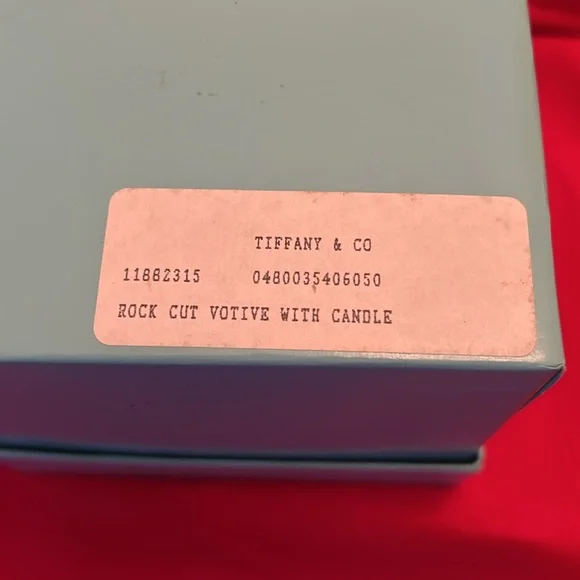 TIFFANY & CO
11882315 0480035406050
ROCK CUT VOTIVE WITH CANDLE